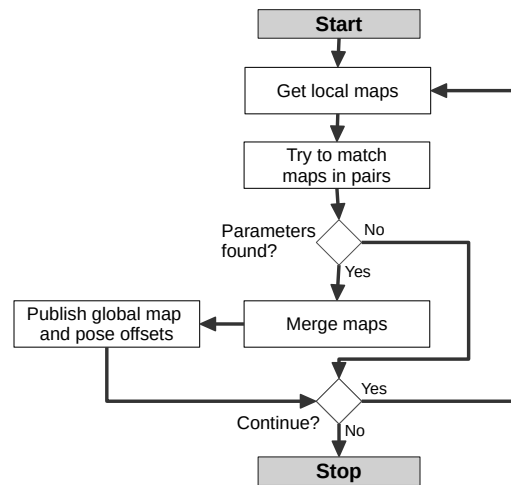 Start
Get local maps
Try to match
maps in pairs
Parameters
found?
No
Yes
Publish global map
and pose offsets
Merge maps
Continue?
Yes
No
Stop